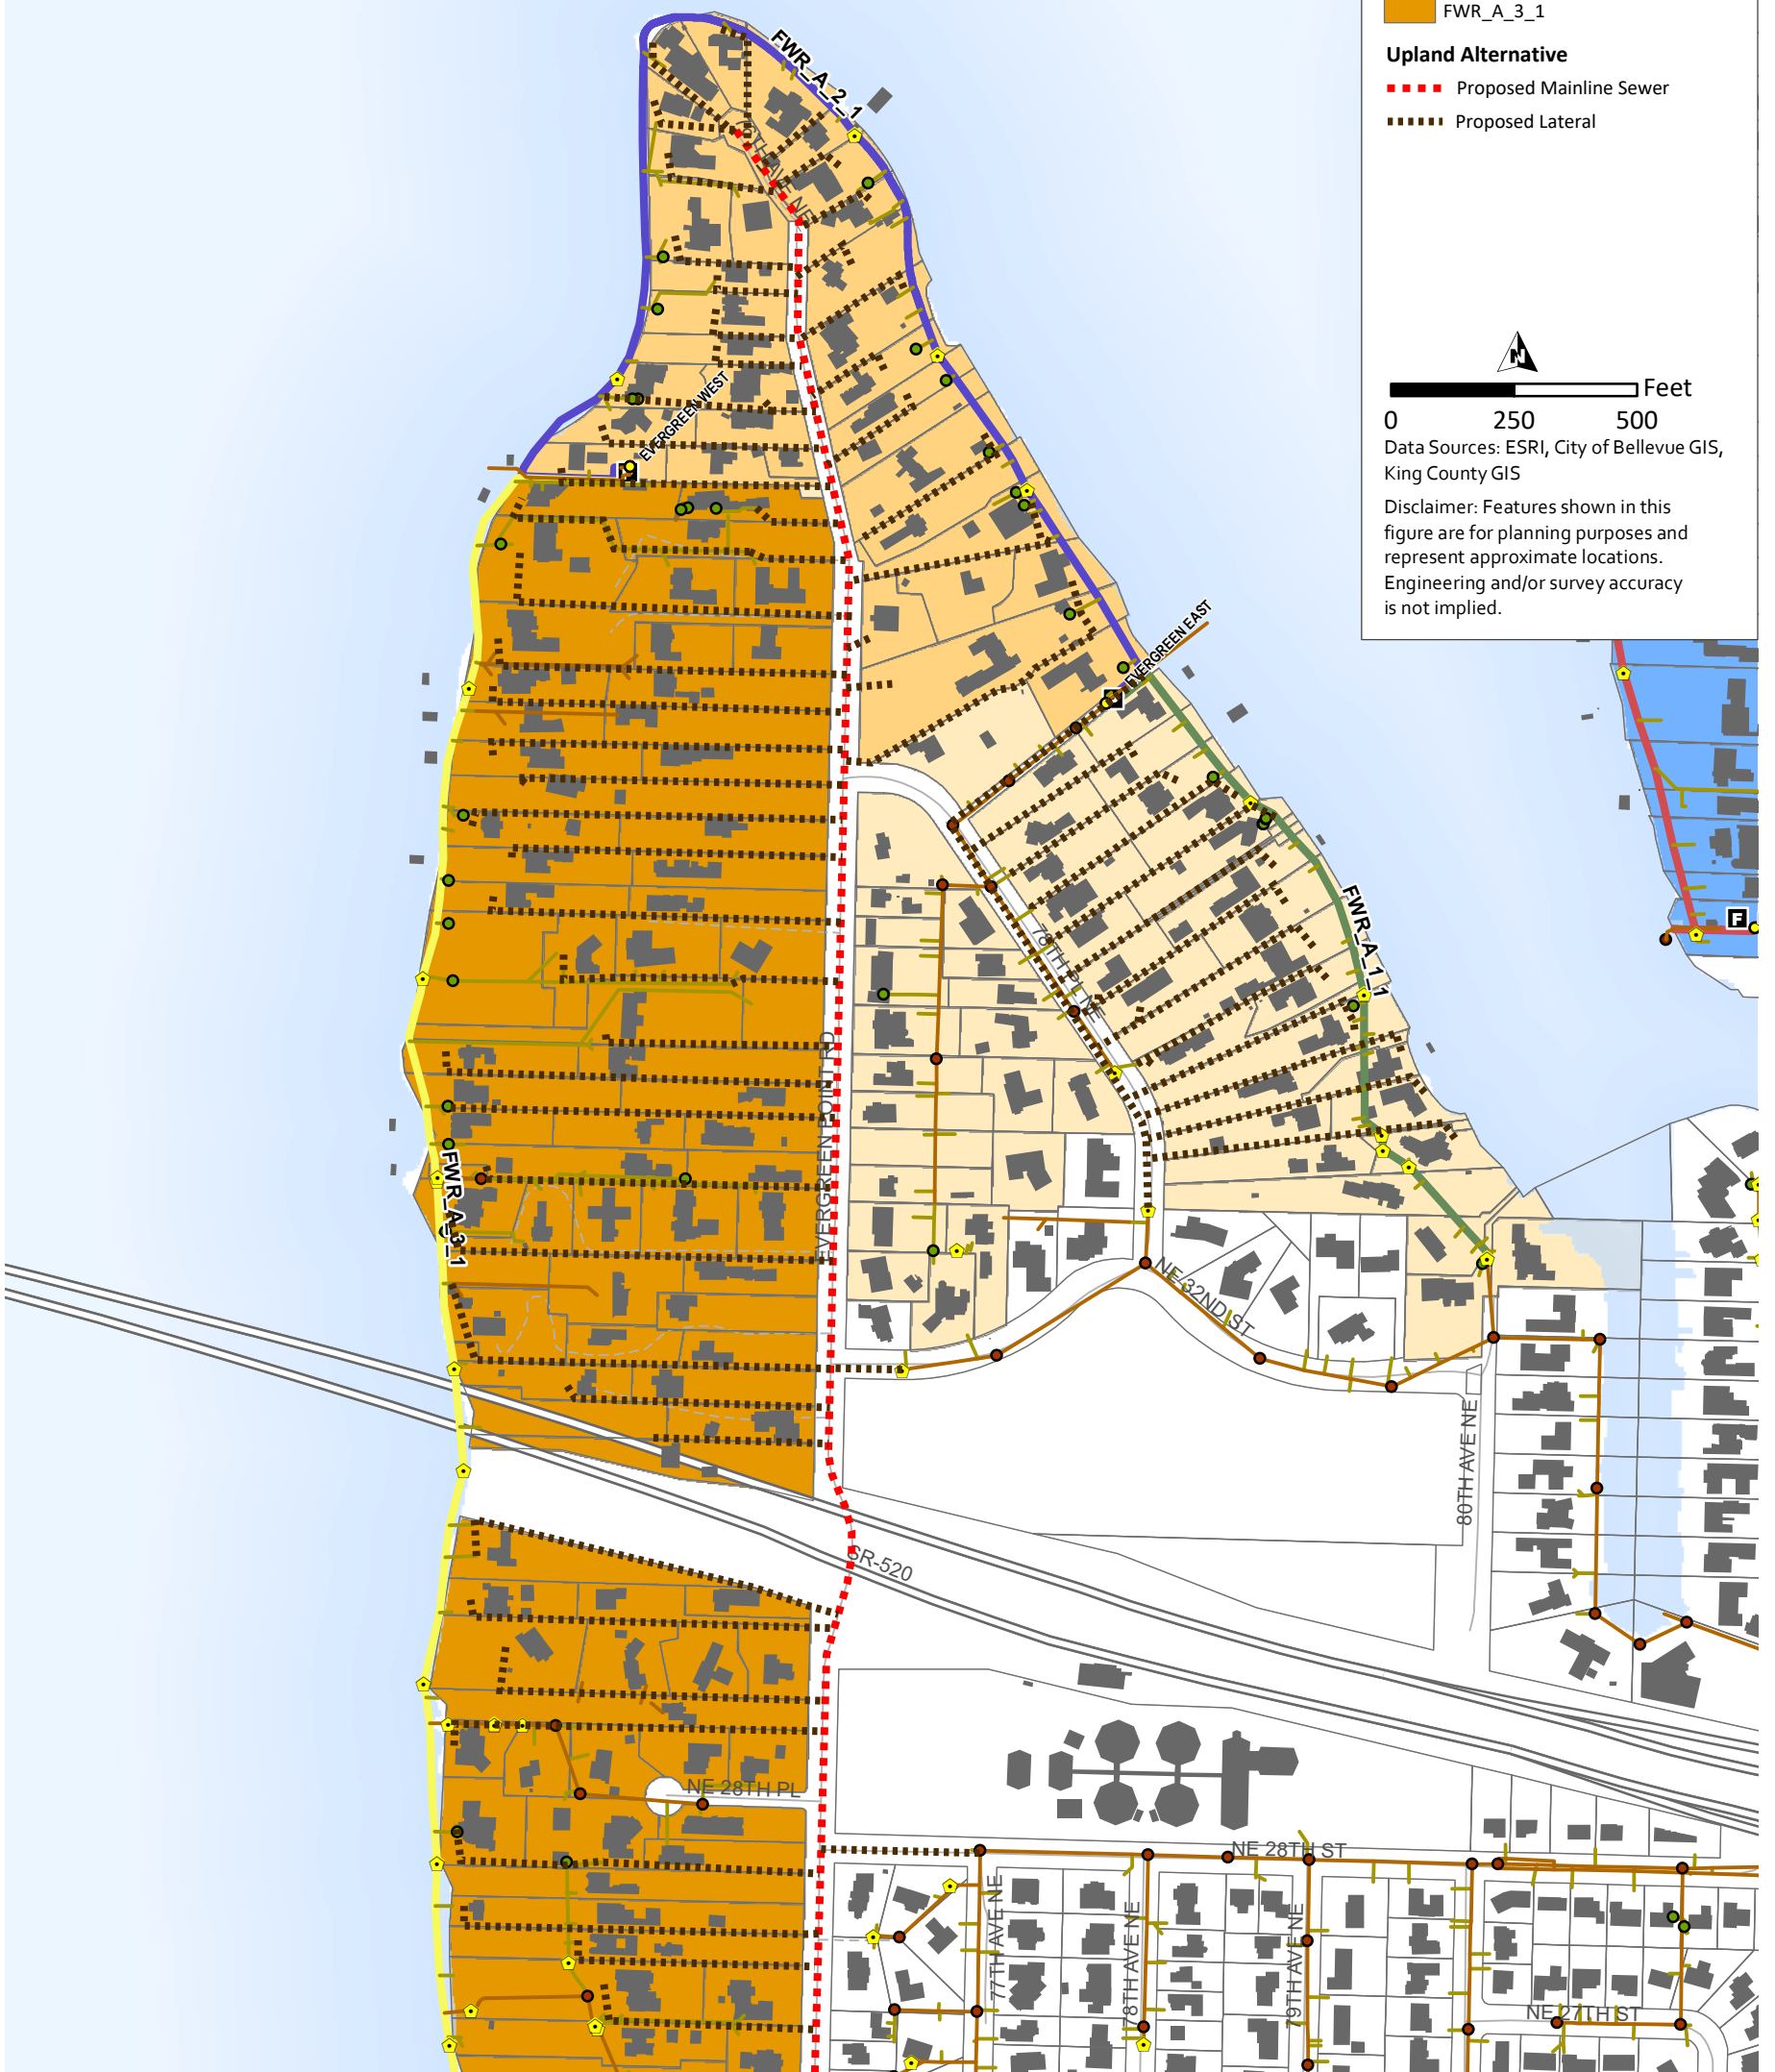 FWR_A_3_1
Upland Alternative
Proposed Mainline Sewer
Proposed Lateral
N
Feet
0 250 500
Data Sources: ESRI, City of Bellevue GIS,
King County GIS
Disclaimer: Features shown in this
figure are for planning purposes and
represent approximate locations.
Engineering and/or survey accuracy
is not implied.
FWR_A_2_1
EVERGREEN WEST
EVERGREEN EAST
FWR_A_1_1
F
78TH PL NE
EVERGREEN POINT RD
FWR_A_3_1
NE 32ND ST
80TH AVE NE
SR-520
NE 28TH PL
NE 28TH ST
77TH AVE NE
78TH AVE NE
79TH AVE NE
NE 27TH ST